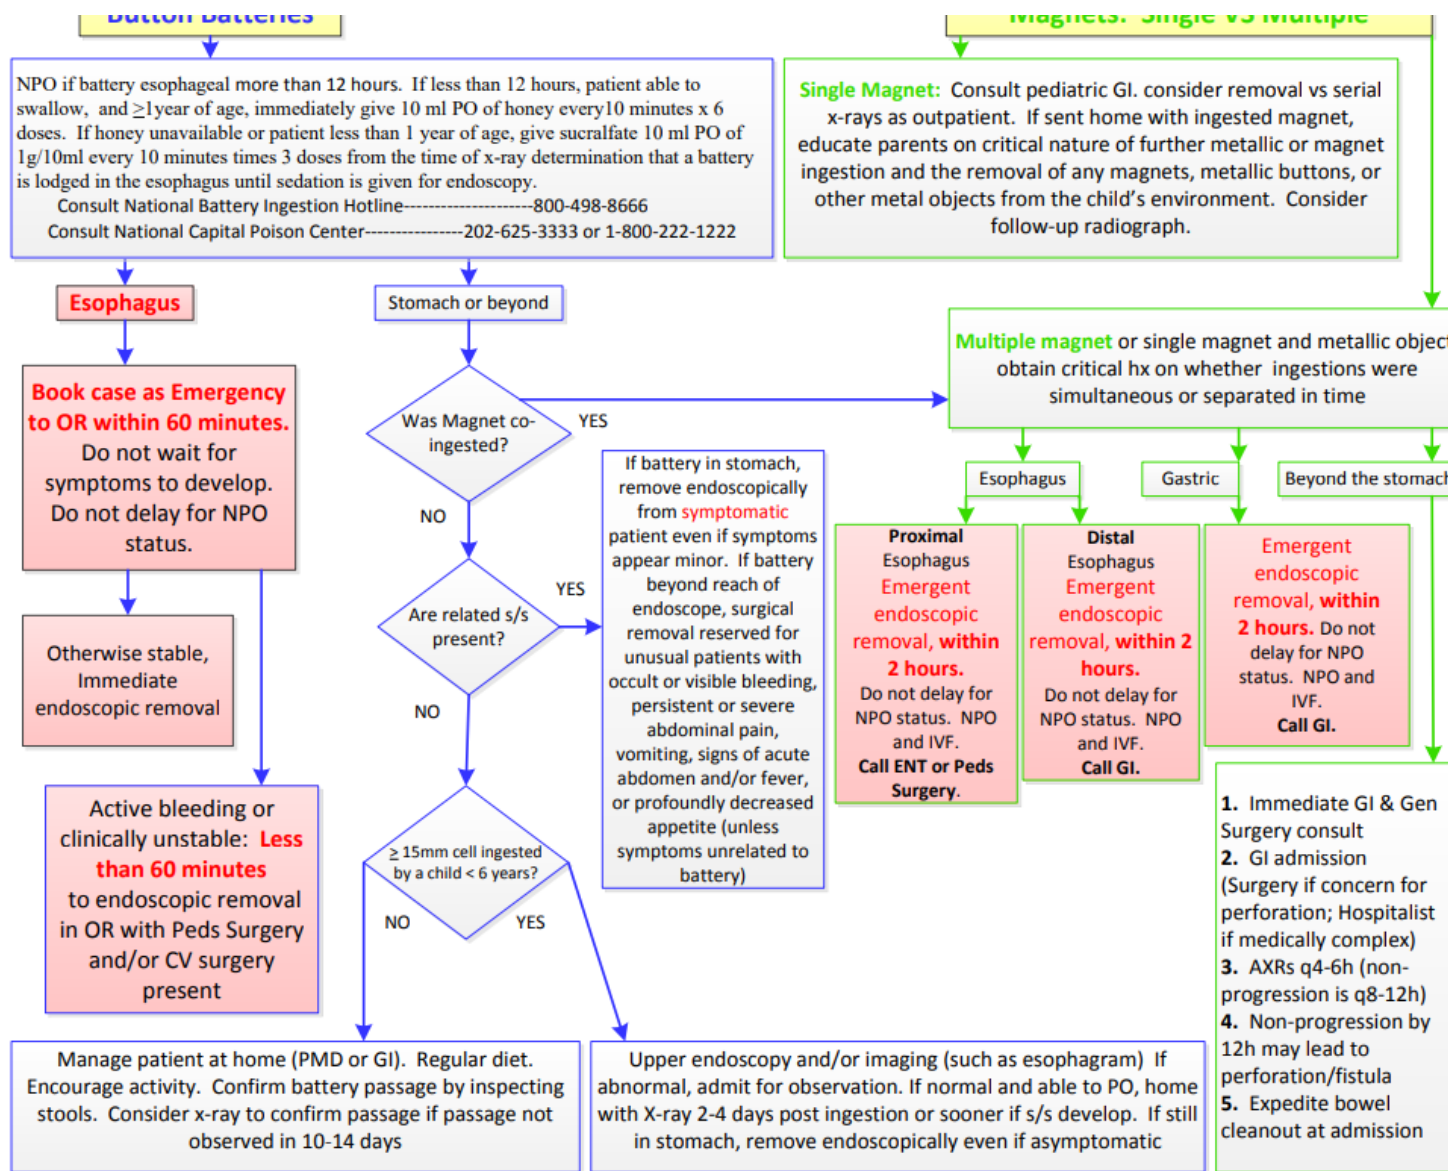 Button Batteries
NPO if battery esophageal more than 12 hours. If less than 12 hours, patient able to
swallow, and ≥1year of age, immediately give 10 ml PO of honey every10 minutes x 6
doses. If honey unavailable or patient less than 1 year of age, give sucralfate 10 ml PO of
1g/10ml every 10 minutes times 3 doses from the time of x-ray determination that a battery
is lodged in the esophagus until sedation is given for endoscopy.
Consult National Battery Ingestion Hotline----------------------800-498-8666
Consult National Capital Poison Center-----------------202-625-3333 or 1-800-222-1222
Esophagus
Book case as Emergency
to OR within 60 minutes.
Do not wait for
symptoms to develop.
Do not delay for NPO
status.
Otherwise stable,
Immediate
endoscopic removal
Active bleeding or
clinically unstable: Less
than 60 minutes
to endoscopic removal
in OR with Peds Surgery
and/or CV surgery
present
Stomach or beyond
Was Magnet co-
ingested?
YES
NO
Are related s/s
present?
YES
NO
If battery in stomach,
remove endoscopically
from symptomatic
patient even if symptoms
appear minor. If battery
beyond reach of
endoscope, surgical
removal reserved for
unusual patients with
occult or visible bleeding,
persistent or severe
abdominal pain,
vomiting, signs of acute
abdomen and/or fever,
or profoundly decreased
appetite (unless
symptoms unrelated to
battery)
≥ 15mm cell ingested
by a child < 6 years?
NO
YES
Manage patient at home (PMD or GI). Regular diet.
Encourage activity. Confirm battery passage by inspecting
stools. Consider x-ray to confirm passage if passage not
observed in 10-14 days
Upper endoscopy and/or imaging (such as esophagram) If
abnormal, admit for observation. If normal and able to PO, home
with X-ray 2-4 days post ingestion or sooner if s/s develop. If still
in stomach, remove endoscopically even if asymptomatic
Magnets: Single VS Multiple
Single Magnet: Consult pediatric GI. consider removal vs serial
x-rays as outpatient. If sent home with ingested magnet,
educate parents on critical nature of further metallic or magnet
ingestion and the removal of any magnets, metallic buttons, or
other metal objects from the child's environment. Consider
follow-up radiograph.
Multiple magnet or single magnet and metallic object
obtain critical hx on whether ingestions were
simultaneous or separated in time
Esophagus
Gastric
Beyond the stomach
Proximal
Esophagus
Emergent
endoscopic
removal, within
2 hours.
Do not delay for
NPO status. NPO
and IVF.
Call ENT or Peds
Surgery.
Distal
Esophagus
Emergent
endoscopic
removal, within 2
hours.
Do not delay for
NPO status. NPO
and IVF.
Call GI.
Emergent
endoscopic
removal, within
2 hours. Do not
delay for NPO
status. NPO and
IVF.
Call GI.
1. Immediate GI & Gen
Surgery consult
2. GI admission
(Surgery if concern for
perforation; Hospitalist
if medically complex)
3. AXRs q4-6h (non-
progression is q8-12h)
4. Non-progression by
12h may lead to
perforation/fistula
5. Expedite bowel
cleanout at admission